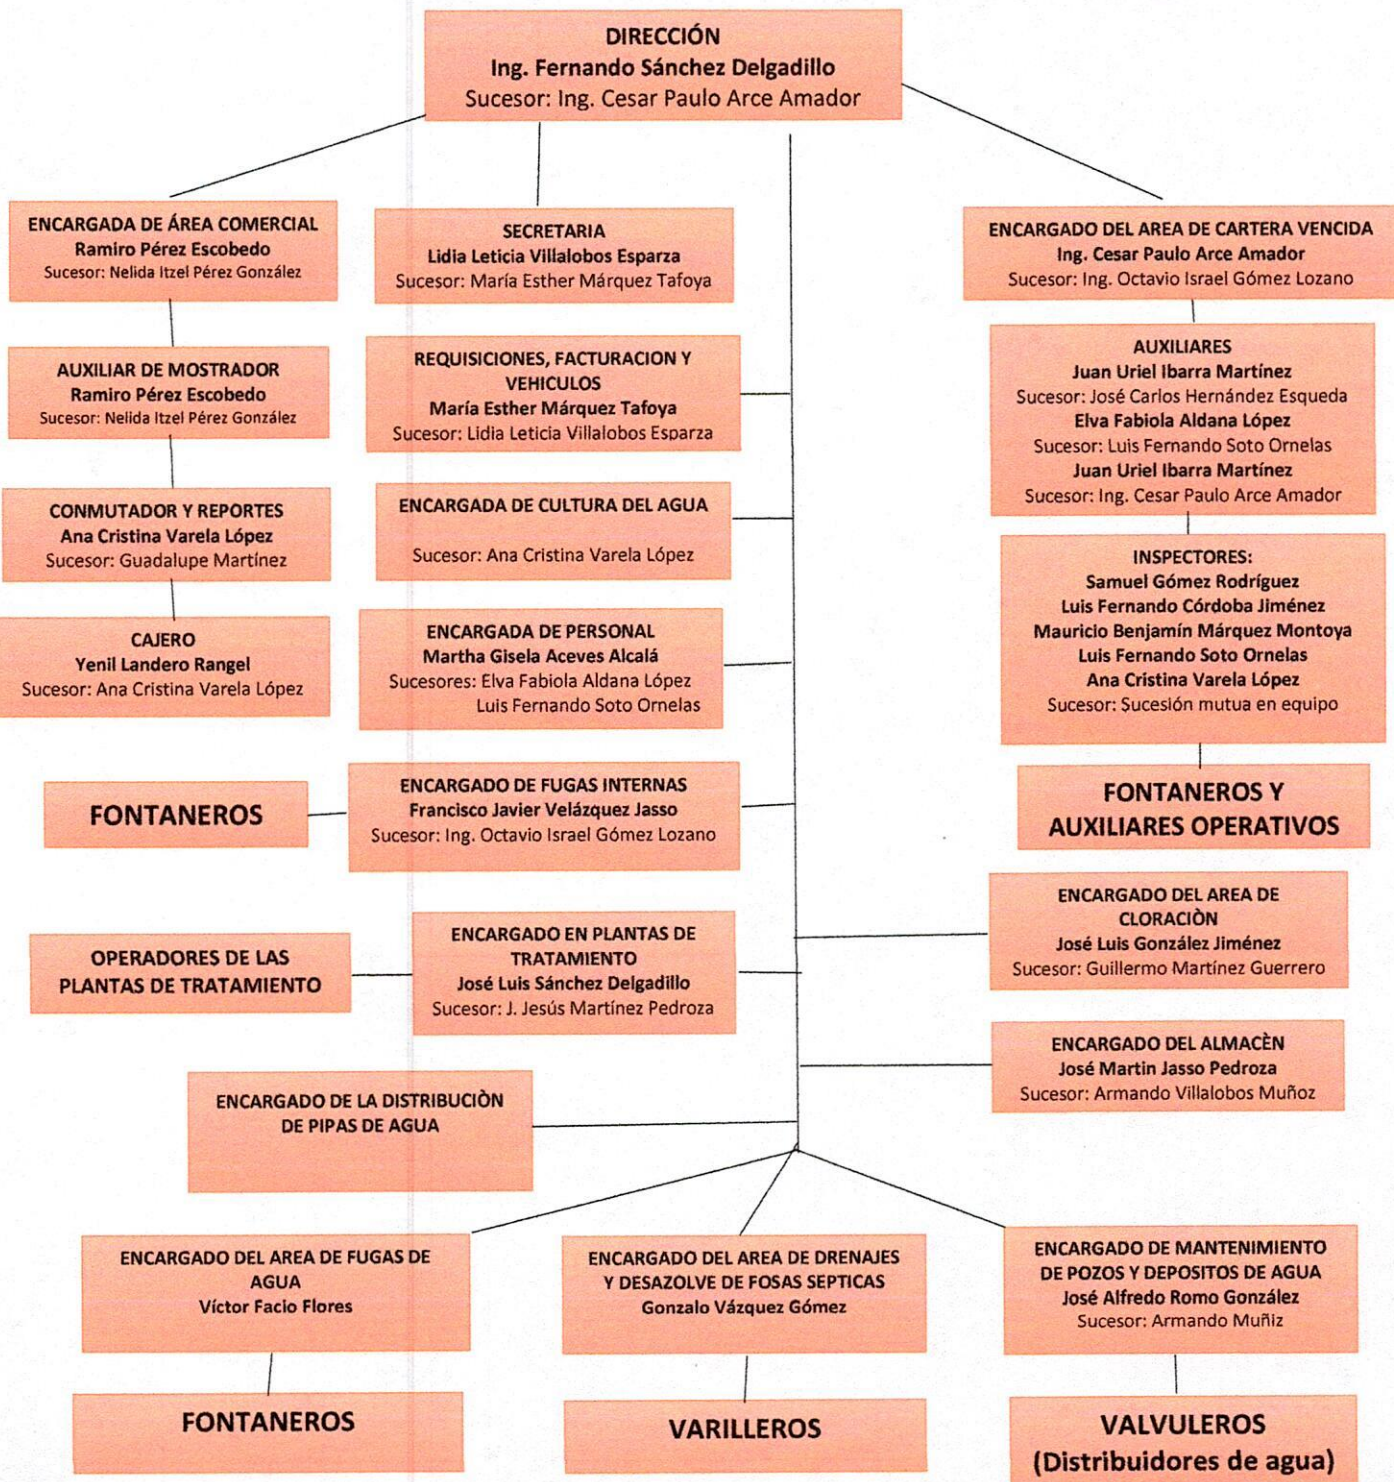 DIRECCIÓN
Ing. Fernando Sánchez Delgadillo
Sucesor: Ing. Cesar Paulo Arce Amador
ENCARGADA DE ÁREA COMERCIAL
Ramiro Pérez Escobedo
Sucesor: Nelida Itzel Pérez González
SECRETARIA
Lidia Leticia Villalobos Esparza
Sucesor: María Esther Márquez Tafoya
ENCARGADO DEL AREA DE CARTERA VENCIDA
Ing. Cesar Paulo Arce Amador
Sucesor: Ing. Octavio Israel Gómez Lozano
AUXILIAR DE MOSTRADOR
Ramiro Pérez Escobedo
Sucesor: Nelida Itzel Pérez González
REQUISICIONES, FACTURACION Y
VEHICULOS
María Esther Márquez Tafoya
Sucesor: Lidia Leticia Villalobos Esparza
AUXILIARES
Juan Uriel Ibarra Martínez
Sucesor: José Carlos Hernández Esqueda
Elva Fabiola Aldana López
Sucesor: Luis Fernando Soto Ornelas
Juan Uriel Ibarra Martínez
Sucesor: Ing. Cesar Paulo Arce Amador
CONMUTADOR Y REPORTES
Ana Cristina Varela López
Sucesor: Guadalupe Martínez
ENCARGADA DE CULTURA DEL AGUA
Sucesor: Ana Cristina Varela López
INSPECTORES:
Samuel Gómez Rodríguez
Luis Fernando Córdoba Jiménez
Mauricio Benjamín Márquez Montoya
Luis Fernando Soto Ornelas
Ana Cristina Varela López
Sucesor: Sucesión mutua en equipo
CAJERO
Yenil Landero Rangel
Sucesor: Ana Cristina Varela López
ENCARGADA DE PERSONAL
Martha Gisela Aceves Alcalá
Sucesores: Elva Fabiola Aldana López
Luis Fernando Soto Ornelas
FONTANEROS
ENCARGADO DE FUGAS INTERNAS
Francisco Javier Velázquez Jasso
Sucesor: Ing. Octavio Israel Gómez Lozano
FONTANEROS Y
AUXILIARES OPERATIVOS
OPERADORES DE LAS
PLANTAS DE TRATAMIENTO
ENCARGADO EN PLANTAS DE
TRATAMIENTO
José Luis Sánchez Delgadillo
Sucesor: J. Jesús Martínez Pedroza
ENCARGADO DEL AREA DE
CLORACIÒN
José Luis González Jiménez
Sucesor: Guillermo Martínez Guerrero
ENCARGADO DEL ALMACÈN
José Martin Jasso Pedroza
Sucesor: Armando Villalobos Muñoz
ENCARGADO DE LA DISTRIBUCIÒN
DE PIPAS DE AGUA
ENCARGADO DEL AREA DE FUGAS DE
AGUA
Víctor Facio Flores
ENCARGADO DEL AREA DE DRENAJES
Y DESAZOLVE DE FOSAS SEPTICAS
Gonzalo Vázquez Gómez
ENCARGADO DE MANTENIMIENTO
DE POZOS Y DEPOSITOS DE AGUA
José Alfredo Romo González
Sucesor: Armando Muñiz
FONTANEROS
VARILLEROS
VALVULEROS
(Distribuidores de agua)